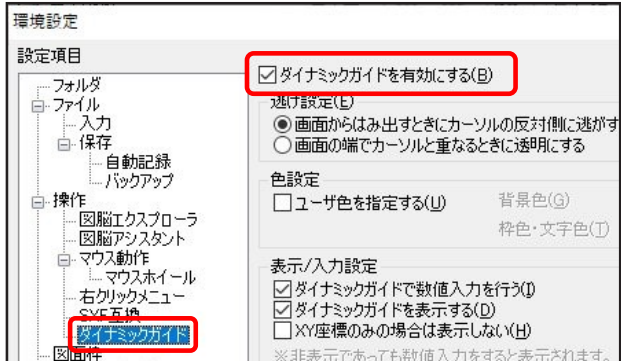 環境設定
設定項目
フォルダ
ファイル
入力
保存
自動記録
バックアップ
操作
図脳エクスプローラ
図脳アシスタント
マウス動作
マウスホイール
右クリックメニュー
SXF互換
ダイナミックガイド
図面枠
ダイナミックガイドを有効にする(B)
逃げ設定(E)
画面からはみ出すときにカーソルの反対側に逃がす
画面の端でカーソルと重なるときに透明にする
色設定
ユーザ色を指定する(U)
背景色(G)
枠色・文字色(T)
表示/入力設定
ダイナミックガイドで数値入力を行う(I)
ダイナミックガイドを表示する(D)
XY座標のみの場合は表示しない(H)
※非表示であっても数値入力をすると表示されます。